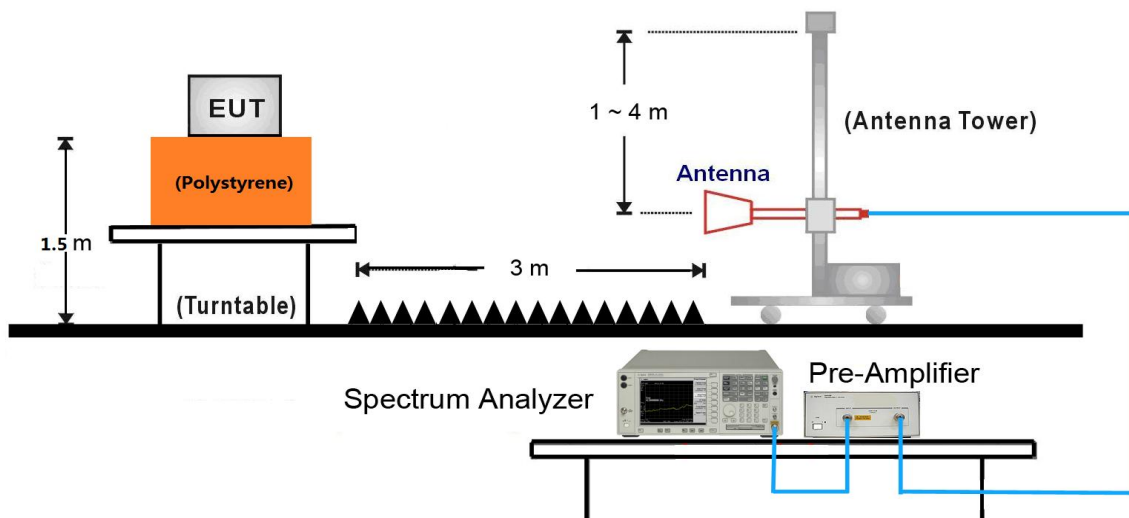 EUT
1 ~ 4 m
(Antenna Tower)
Antenna
(Polystyrene)
1.5 m
3 m
(Turntable)
Spectrum Analyzer
Pre-Amplifier